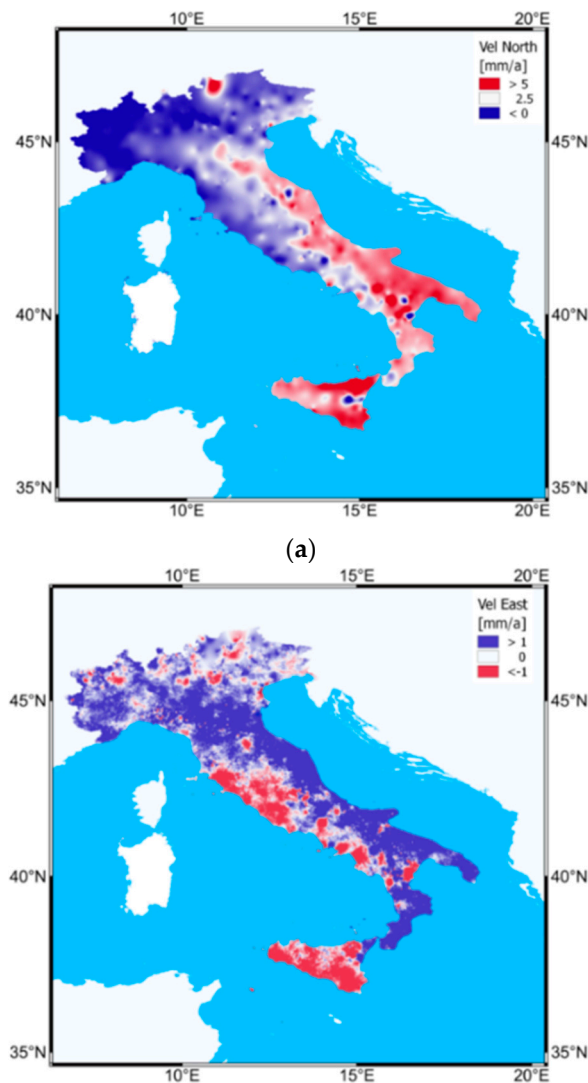 10°E 15°E 20°E
Vel North
[mm/a]
> 5
2.5
< 0
45°N 45°N
40°N 40°N
35°N 35°N
10°E 15°E 20°E
(a)
10°E 15°E 20°E
Vel East
[mm/a]
> 1
0
<-1
45°N 45°N
40°N 40°N
35°N 35°N
10°E 15°E 20°E